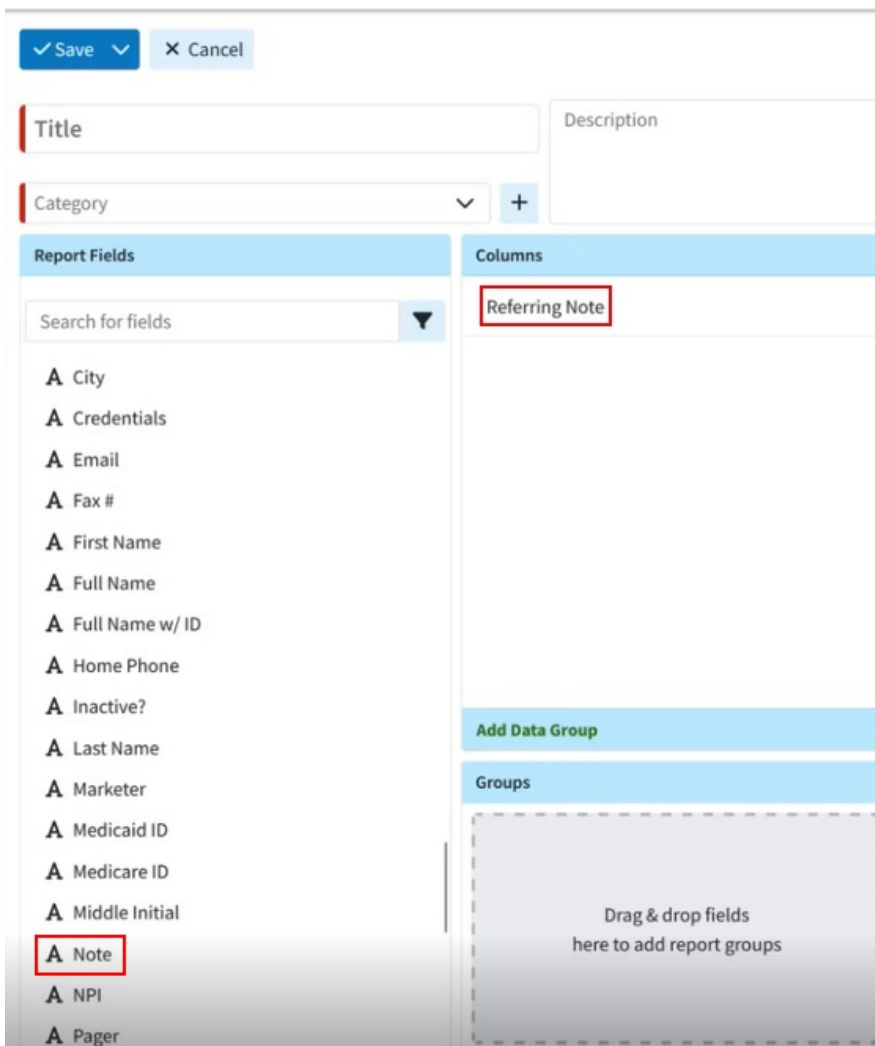 Save
Cancel
Title
Description
Category
+
Report Fields
Columns
Search for fields
Referring Note
A City
A Credentials
A Email
A Fax #
A First Name
A Full Name
A Full Name w/ ID
A Home Phone
A Inactive?
A Last Name
A Marketer
A Medicaid ID
A Medicare ID
A Middle Initial
A Note
A NPI
A Pager
Add Data Group
Groups
Drag & drop fields
here to add report groups